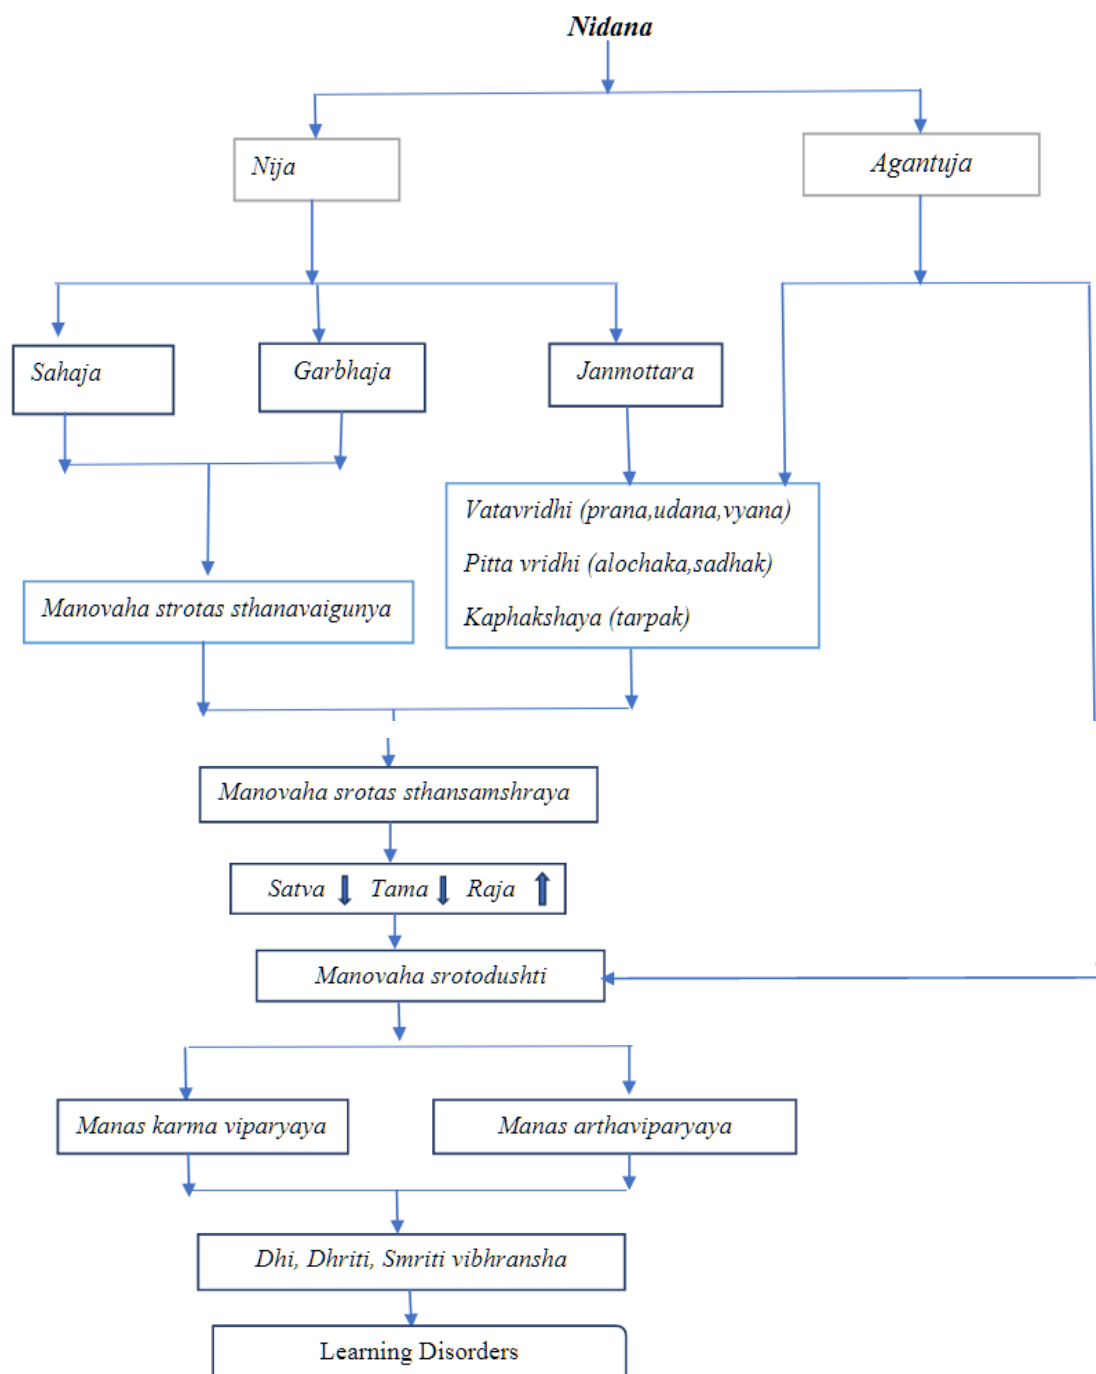 Nidana
Nija
Agantuja
Sahaja
Garbhaja
Janmottara
Vatavridhi (prana,udana,vyana)
Pitta vridhi (alochaka,sadhak)
Kaphakshaya (tarpak)
Manovaha strotas sthanavaigunya
Manovaha srotas sthansamshraya
Satva Tama Raja
Manovaha srotodushti
Manas karma viparyaya
Manas arthaviparyaya
Dhi, Dhriti, Smriti vibhransha
Learning Disorders